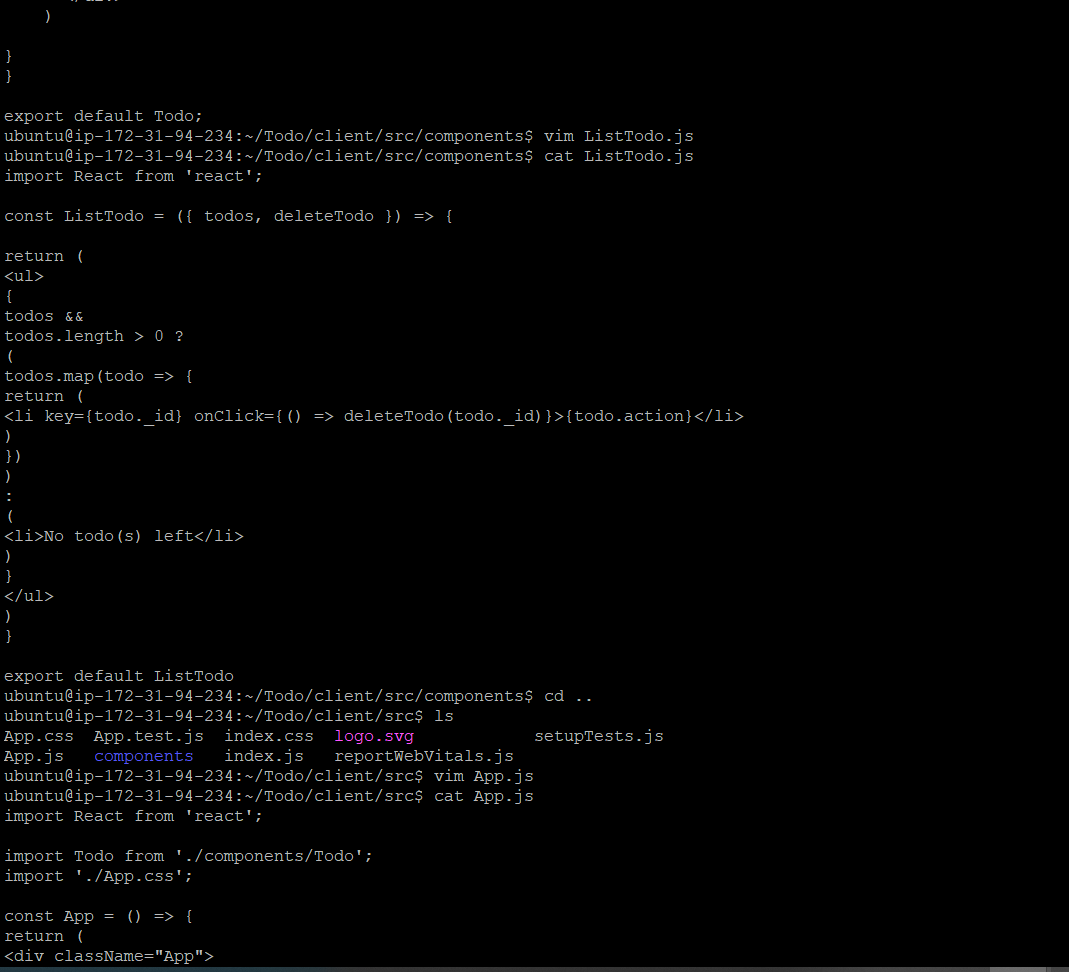 )
}
}
export default Todo;
ubuntu@ip-172-31-94-234:~/Todo/client/src/components$ vim ListTodo.js
ubuntu@ip-172-31-94-234:~/Todo/client/src/components$ cat ListTodo.js
import React from 'react';
const ListTodo = ({ todos, deleteTodo }) => {
return (
<ul>
{
todos &&
todos.length > 0 ?
(
todos.map(todo => {
return (
<li key={todo._id} onClick={() => deleteTodo(todo._id)}>{todo.action}</li>
)
})
)
:
(
<li>No todo(s) left</li>
)
}
</ul>
)
}
export default ListTodo
ubuntu@ip-172-31-94-234:~/Todo/client/src/components$ cd ..
ubuntu@ip-172-31-94-234:~/Todo/client/src$ ls
App.css  App.test.js  index.css  logo.svg            setupTests.js
App.js   components   index.js   reportWebVitals.js
ubuntu@ip-172-31-94-234:~/Todo/client/src$ vim App.js
ubuntu@ip-172-31-94-234:~/Todo/client/src$ cat App.js
import React from 'react';
import Todo from './components/Todo';
import './App.css';
const App = () => {
return (
<div className="App">